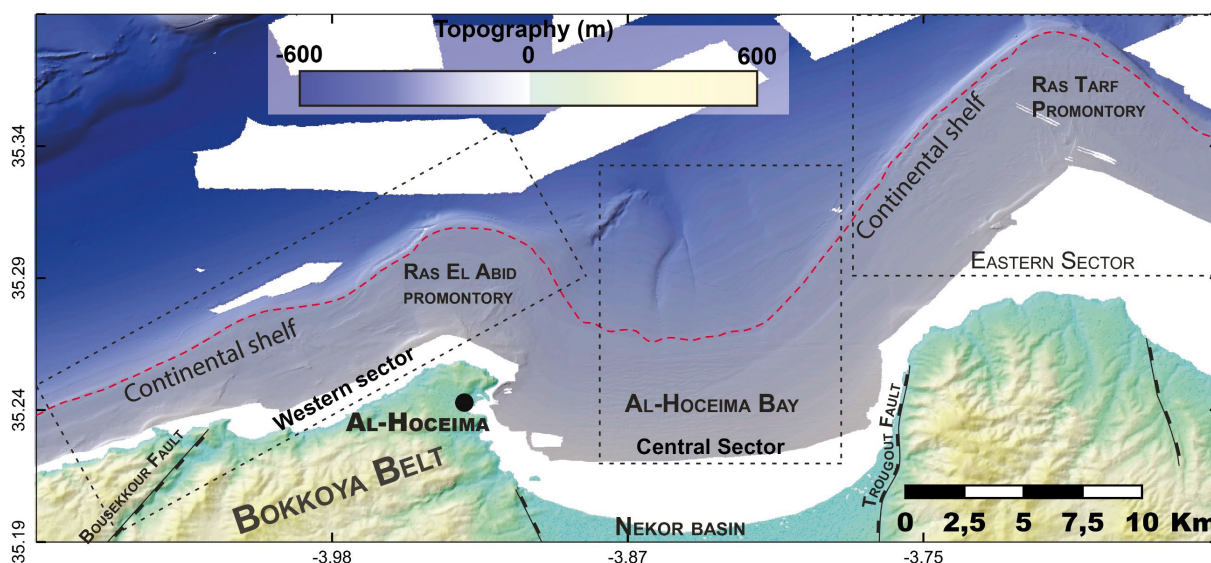 Topography (m)
-600 0 600
RAS TARF
PROMONTORY
Continental shelf
35.34
35.29
RAS EL ABID
PROMONTORY
EASTERN SECTOR
Continental shelf
Western sector
35.24
AL-HOCEIMA
AL-HOCEIMA BAY
Central Sector
BOUSEKKOUR FAULT
BOKKOYA BELT
TROUGOUT FAULT
NEKOR BASIN
0 2,5 5 7,5 10 Km
35.19
-3.98 -3.87 -3.75